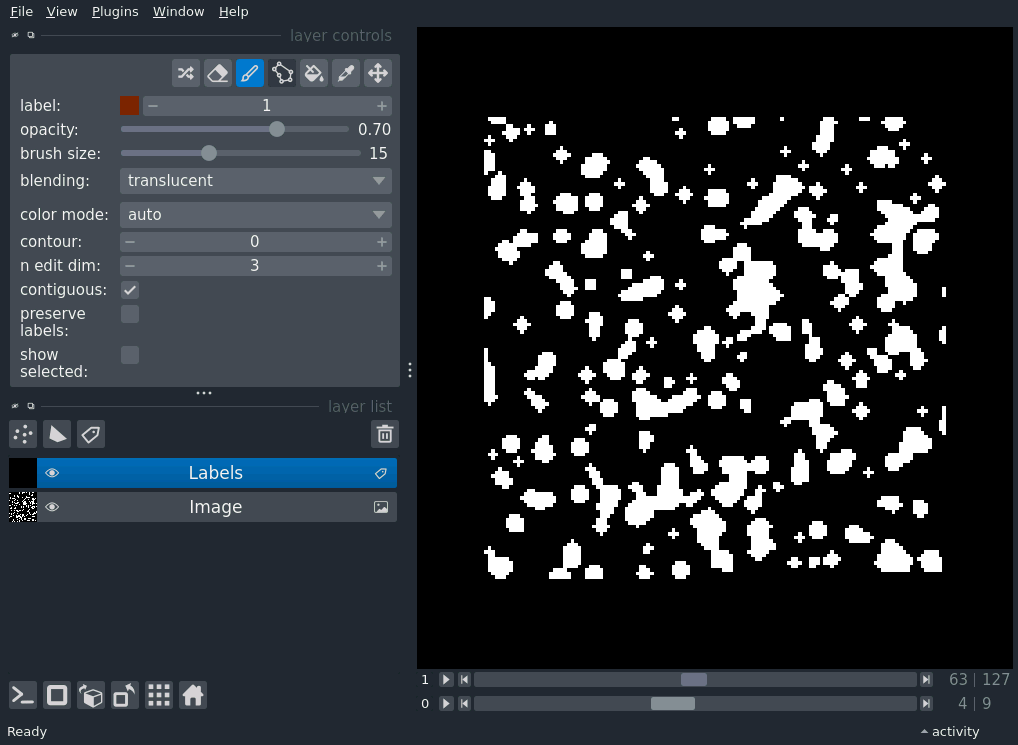 File View Plugins Window Help
layer controls
label: 1
opacity: 0.70
brush size: 15
blending: translucent
color mode: auto
contour: 0
n edit dim: 3
contiguous:
preserve
labels:
show
selected:
layer list
Labels
Image
1 63 | 127
0 4 | 9
Ready activity